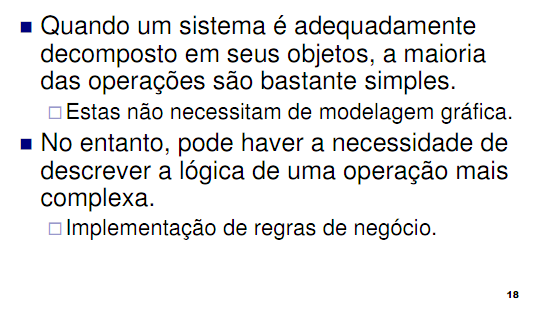 Quando um sistema é adequadamente
decomposto em seus objetos, a maioria
das operações são bastante simples.
Estas não necessitam de modelagem gráfica.
No entanto, pode haver a necessidade de
descrever a lógica de uma operação mais
complexa.
Implementação de regras de negócio.
18